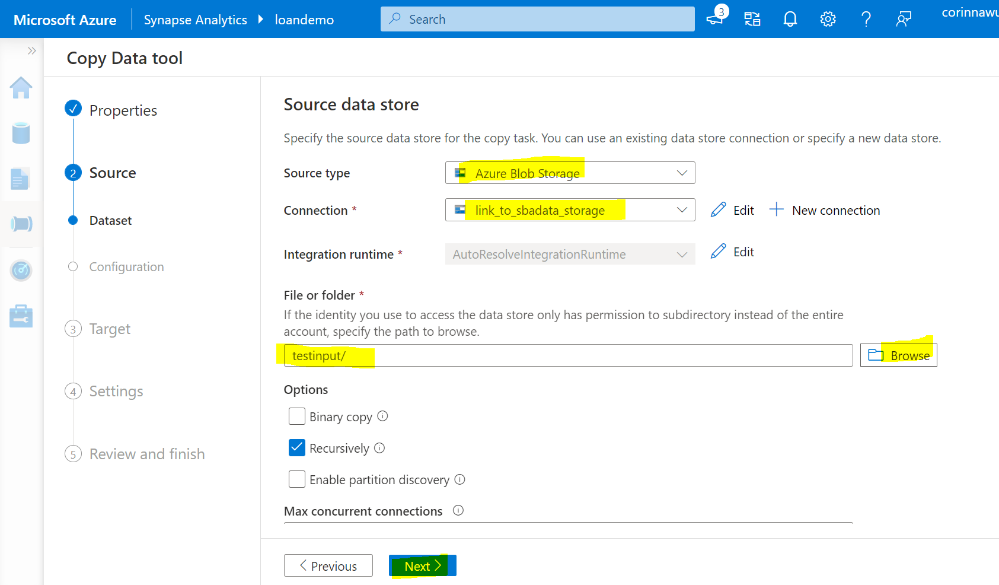 Microsoft Azure
Synapse Analytics
loandemo
Search
3
corinnawu
Copy Data tool
Properties
2
Source
Dataset
Configuration
3
Target
4
Settings
5
Review and finish
Source data store
Specify the source data store for the copy task. You can use an existing data store connection or specify a new data store.
Source type
Azure Blob Storage
Connection *
link_to_sbadata_storage
Edit
New connection
Integration runtime *
AutoResolveIntegrationRuntime
Edit
File or folder *
If the identity you use to access the data store only has permission to subdirectory instead of the entire
account, specify the path to browse.
testinput/
Browse
Options
Binary copy
Recursively
Enable partition discovery
Max concurrent connections
Previous
Next